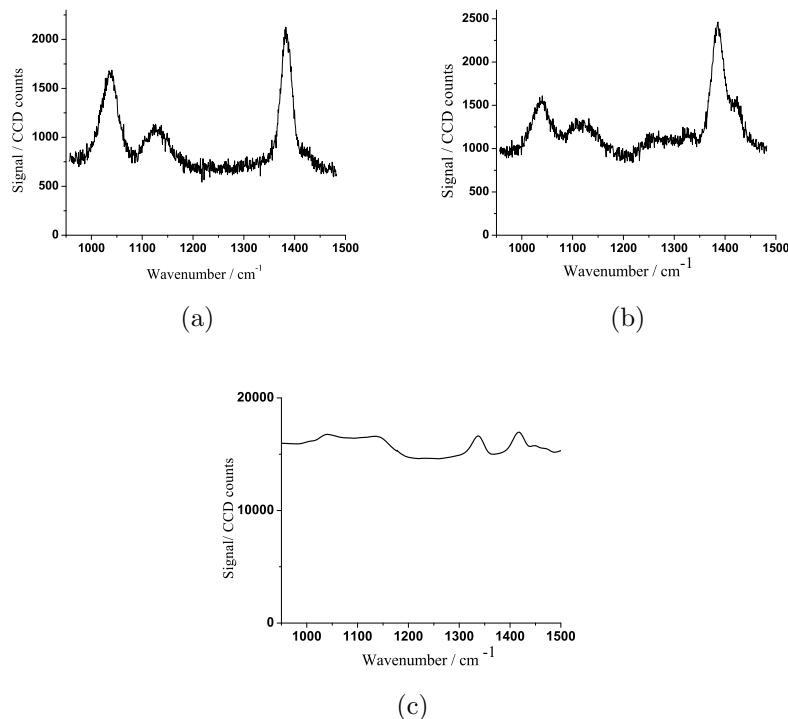 2000
1500
1000
500
0
Signal / CCD counts
1000 1100 1200 1300 1400 1500
Wavenumber / cm-1
(a)
2500
2000
1500
1000
500
0
Signal / CCD counts
1000 1100 1200 1300 1400 1500
Wavenumber / cm-1
(b)
20000
10000
0
Signal/ CCD counts
1000 1100 1200 1300 1400 1500
Wavenumber / cm -1
(c)